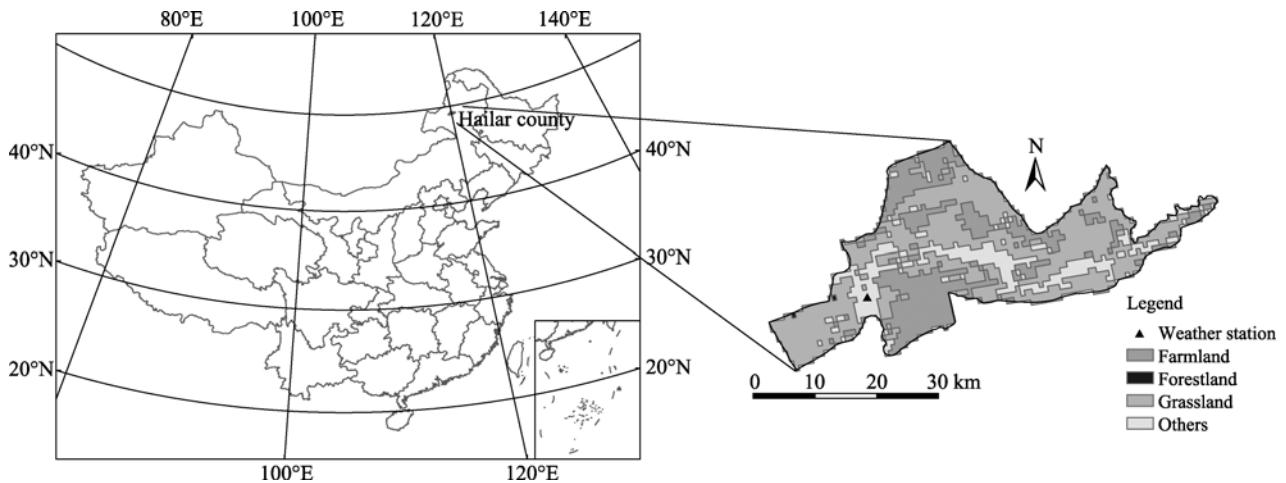 80°E 100°E 120°E 140°E
Hailar county
40°N 40°N
30°N 30°N
20°N 20°N
100°E 120°E
N
Legend
Weather station
Farmland
Forestland
Grassland
Others
0 10 20 30 km